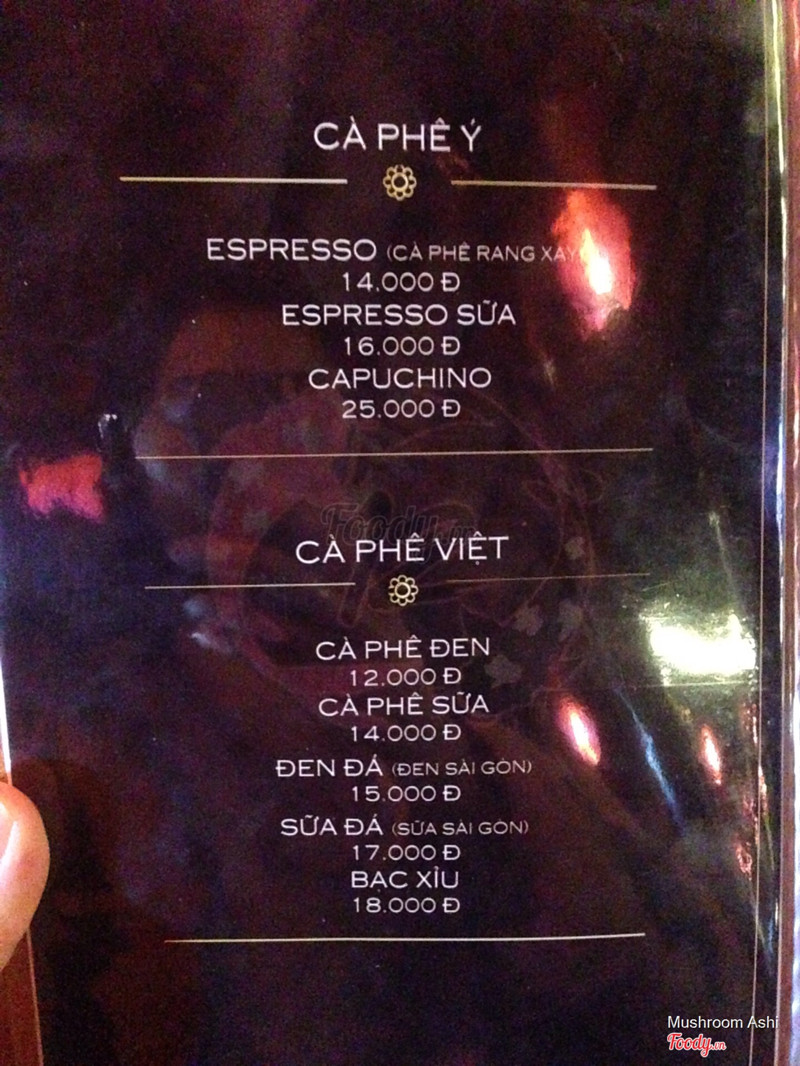 CÀ PHÊ Ý
ESPRESSO (CÀ PHÊ RANG XAY)
14.000 Đ
ESPRESSO SỮA
16.000 Đ
CAPUCHINO
25.000 Đ
Foody.vn
CÀ PHÊ VIỆT
CÀ PHÊ ĐEN
12.000 Đ
CÀ PHÊ SỮA
14.000 Đ
ĐEN ĐÁ (ĐEN SÀI GÒN)
15.000 Đ
SỮA ĐÁ (SỮA SÀI GÒN)
17.000 Đ
BẠC XỈU
18.000 Đ
Mushroom Ashi
Foody.vn